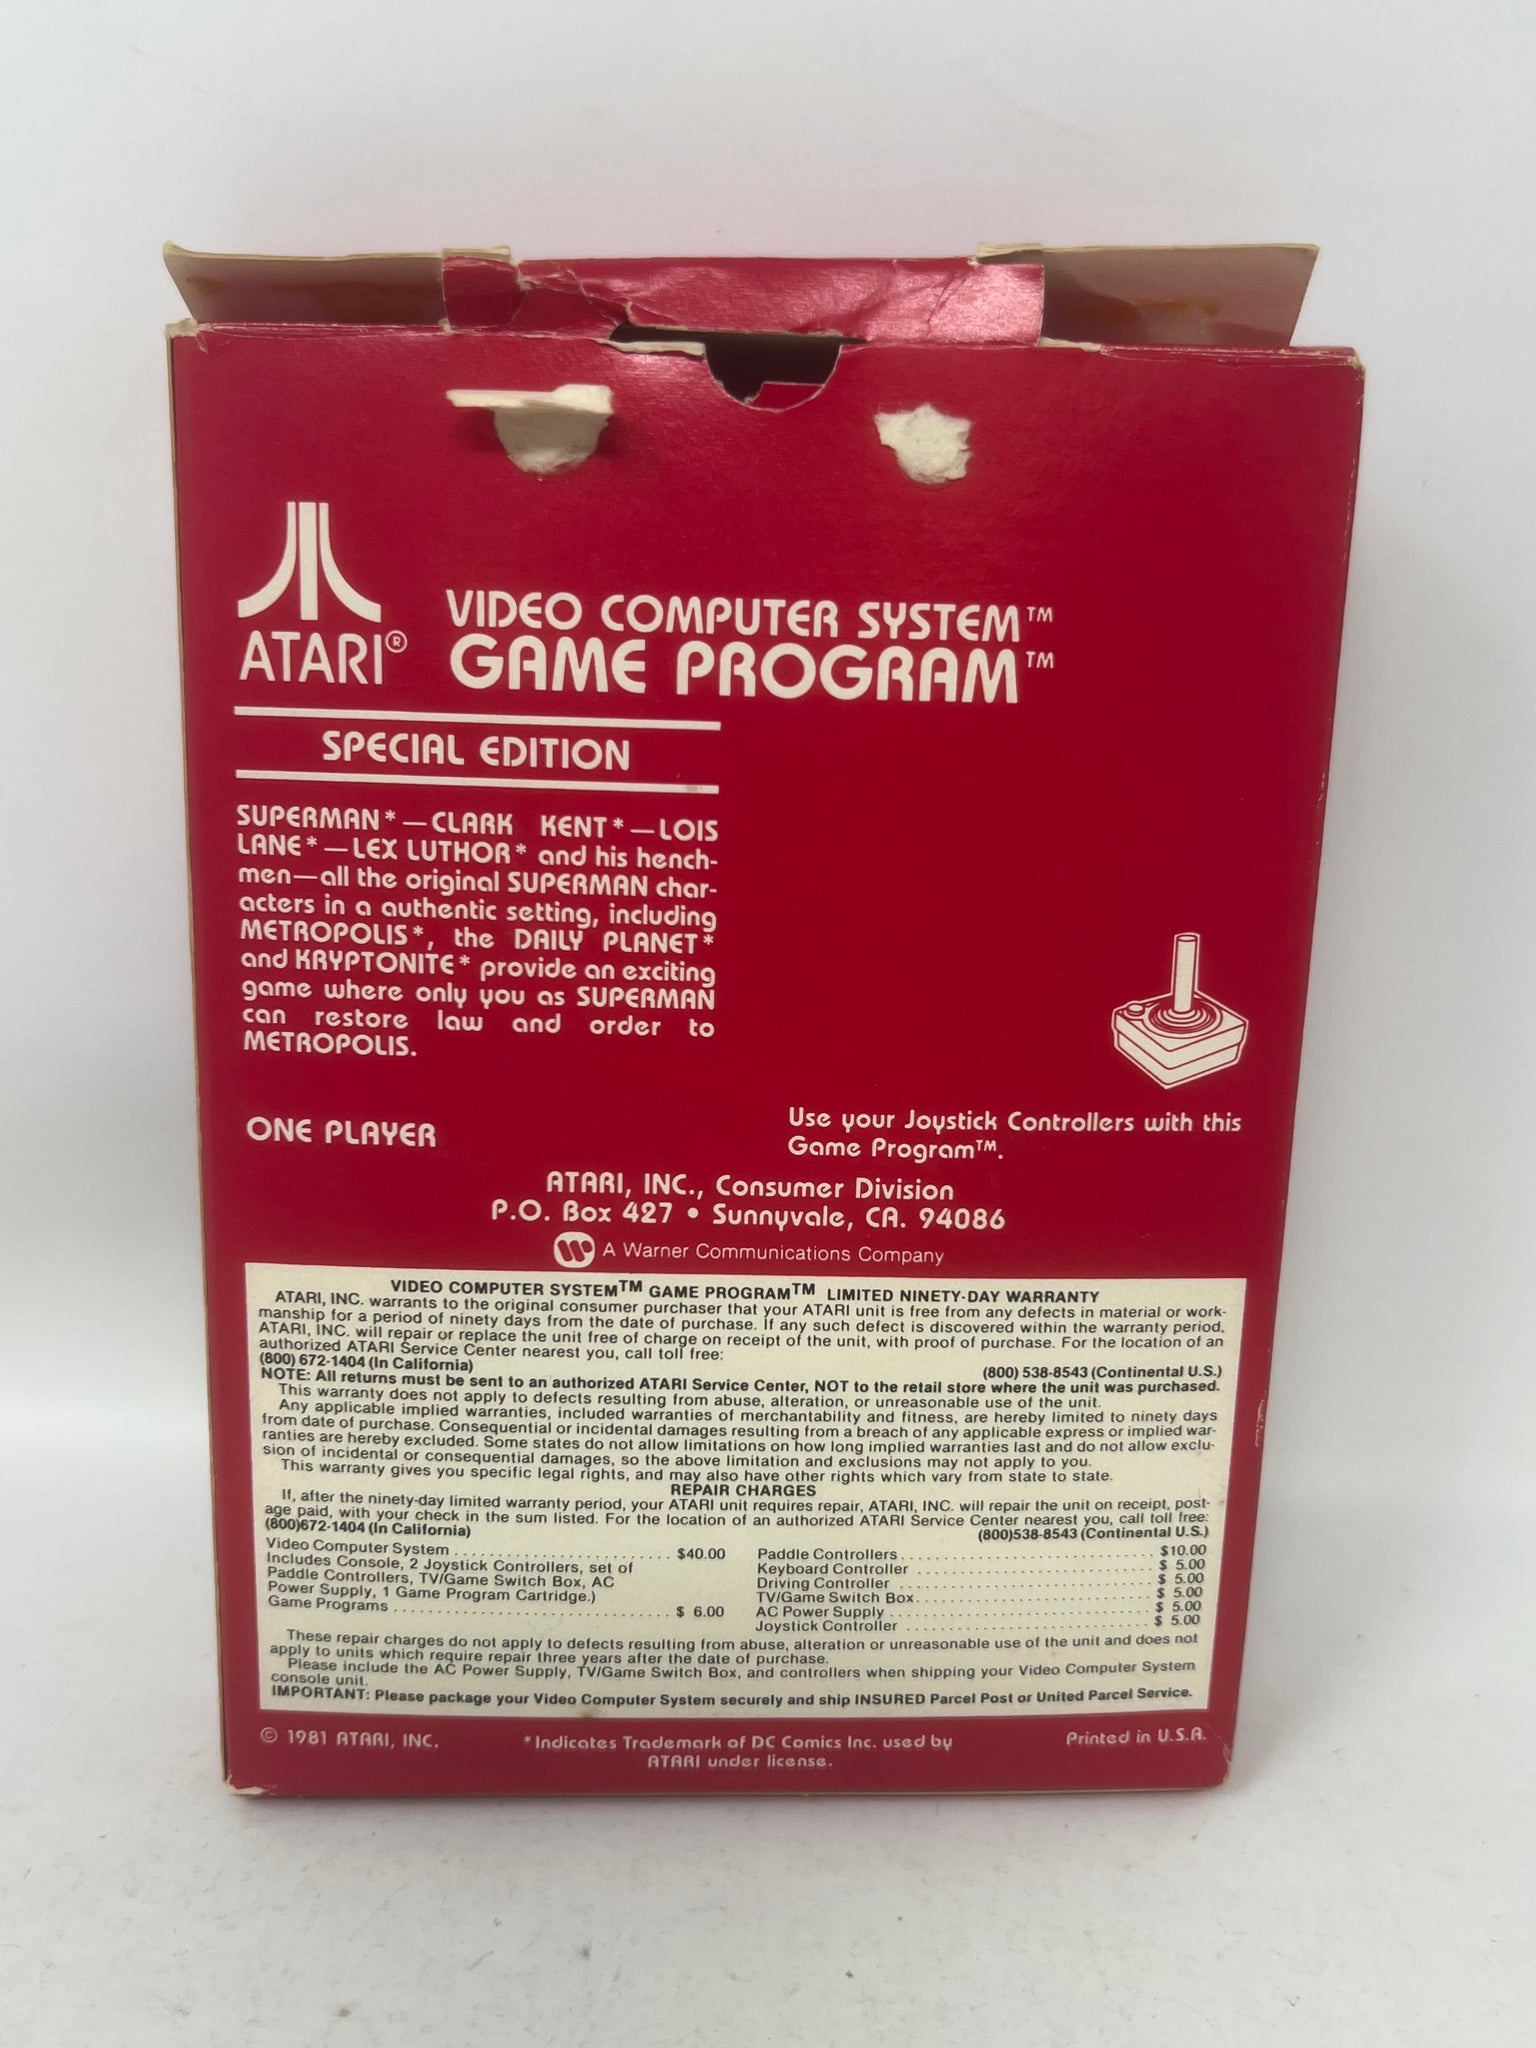 ATARI®
VIDEO COMPUTER SYSTEM™
GAME PROGRAM™
SPECIAL EDITION
SUPERMAN*—CLARK KENT*—LOIS
LANE*—LEX LUTHOR* and his hench-
men—all the original SUPERMAN char-
acters in a authentic setting, including
METROPOLIS*, the DAILY PLANET*
and KRYPTONITE* provide an exciting
game where only you as SUPERMAN
can restore law and order to
METROPOLIS.
ONE PLAYER
Use your Joystick Controllers with this
Game Program™.
ATARI, INC., Consumer Division
P.O. Box 427 • Sunnyvale, CA. 94086
A Warner Communications Company
VIDEO COMPUTER SYSTEM™ GAME PROGRAM™ LIMITED NINETY-DAY WARRANTY
ATARI, INC. warrants to the original consumer purchaser that your ATARI unit is free from any defects in material or work-
manship for a period of ninety days from the date of purchase. If any such defect is discovered within the warranty period,
ATARI, INC. will repair or replace the unit free of charge on receipt of the unit, with proof of purchase. For the location of an
authorized ATARI Service Center nearest you, call toll free:
(800) 672-1404 (In California) (800) 538-8543 (Continental U.S.)
NOTE: All returns must be sent to an authorized ATARI Service Center, NOT to the retail store where the unit was purchased.
This warranty does not apply to defects resulting from abuse, alteration, or unreasonable use of the unit.
Any applicable implied warranties, included warranties of merchantability and fitness, are hereby limited to ninety days
from date of purchase. Consequential or incidental damages resulting from a breach of any applicable express or implied war-
ranties are hereby excluded. Some states do not allow limitations on how long implied warranties last and do not allow exclu-
sion of incidental or consequential damages, so the above limitation and exclusions may not apply to you.
This warranty gives you specific legal rights, and may also have other rights which vary from state to state.
REPAIR CHARGES
If, after the ninety-day limited warranty period, your ATARI unit requires repair, ATARI, INC. will repair the unit on receipt, post-
age paid, with your check in the sum listed. For the location of an authorized ATARI Service Center nearest you, call toll free:
(800)672-1404 (In California) (800)538-8543 (Continental U.S.)
Video Computer System ............................ $40.00
Includes Console, 2 Joystick Controllers, set of
Paddle Controllers, TV/Game Switch Box, AC
Power Supply, 1 Game Program Cartridge.)
Game Programs ................................... $ 6.00
Paddle Controllers ................................ $10.00
Keyboard Controller .............................. $ 5.00
Driving Controller ................................ $ 5.00
TV/Game Switch Box .............................. $ 5.00
AC Power Supply ................................. $ 5.00
Joystick Controller ............................... $ 5.00
These repair charges do not apply to defects resulting from abuse, alteration or unreasonable use of the unit and does not
apply to units which require repair three years after the date of purchase.
Please include the AC Power Supply, TV/Game Switch Box, and controllers when shipping your Video Computer System
console unit.
IMPORTANT: Please package your Video Computer System securely and ship INSURED Parcel Post or United Parcel Service.
© 1981 ATARI, INC.
*Indicates Trademark of DC Comics Inc. used by
ATARI under license.
Printed in U.S.A.